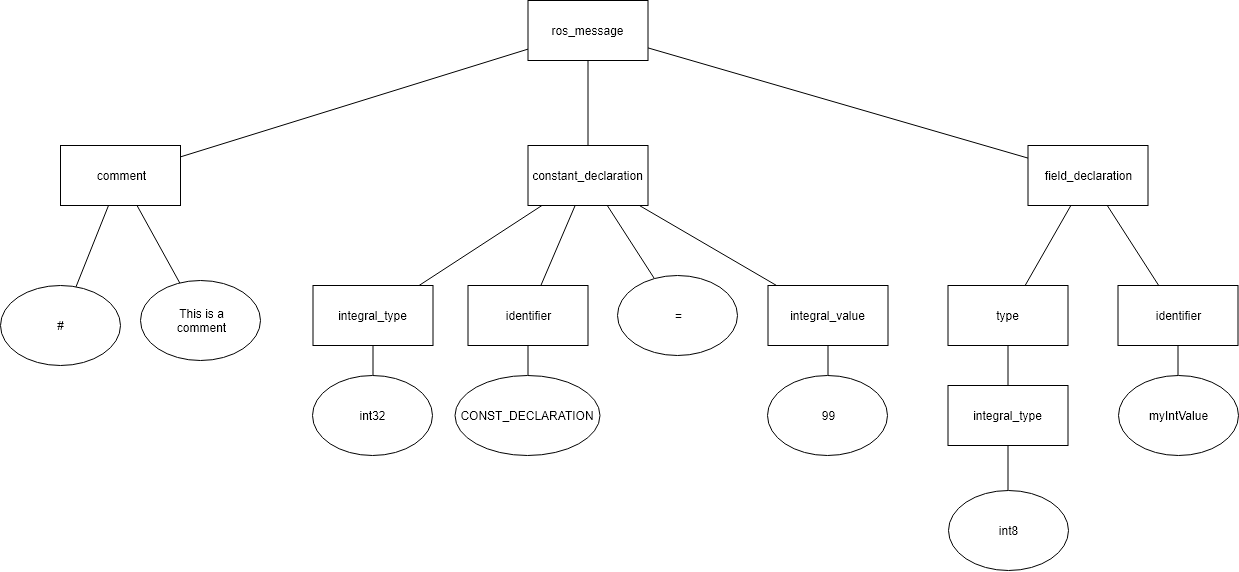 ros_message
comment
constant_declaration
field_declaration
#
This is a
comment
integral_type
identifier
=
integral_value
type
identifier
int32
CONST_DECLARATION
99
integral_type
myIntValue
int8